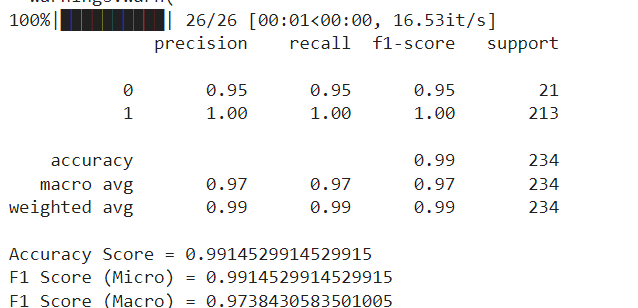 warnings.warn(
100%|██████████| 26/26 [00:01<00:00, 16.53it/s]
precision recall f1-score support
0 0.95 0.95 0.95 21
1 1.00 1.00 1.00 213
accuracy 0.99 234
macro avg 0.97 0.97 0.97 234
weighted avg 0.99 0.99 0.99 234
Accuracy Score = 0.9914529914529915
F1 Score (Micro) = 0.9914529914529915
F1 Score (Macro) = 0.9738430583501005